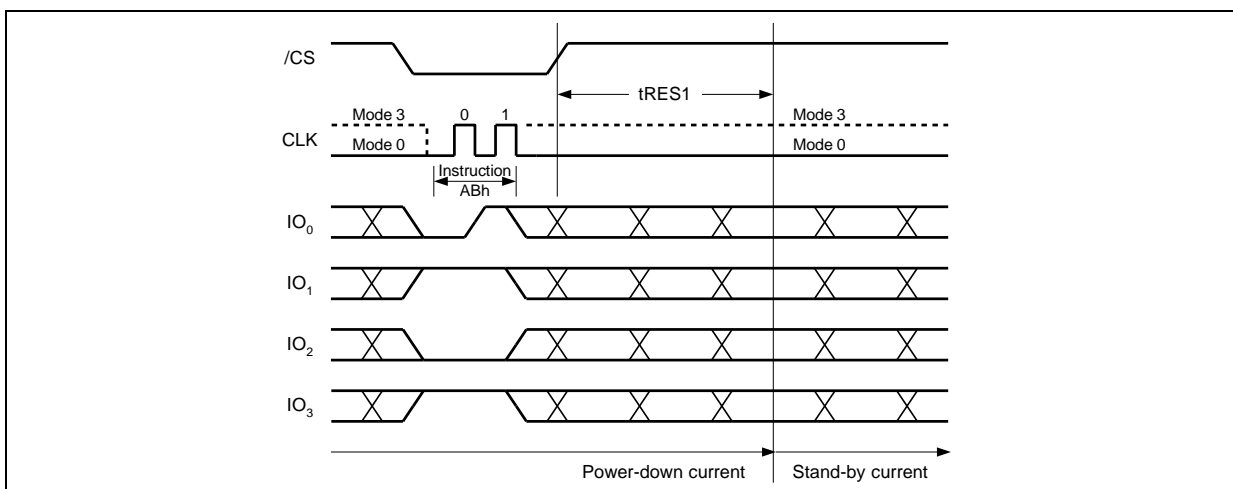 /CS
tRES1
Mode 3 0 1 Mode 3
CLK
Mode 0 Mode 0
Instruction
ABh
IO0
IO1
IO2
IO3
Power-down current Stand-by current